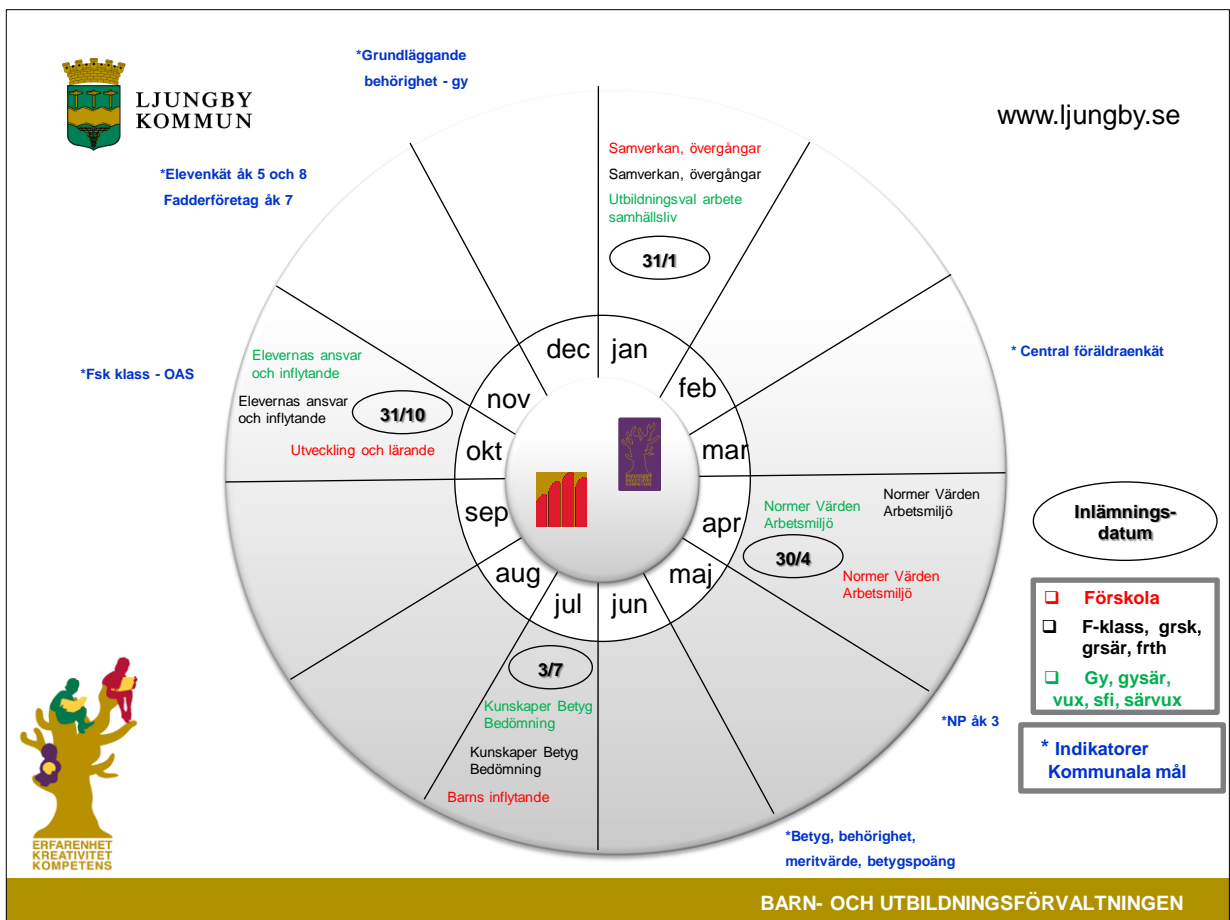 *Grundläggande
behörighet - gy
LJUNGBY
KOMMUN
www.ljungby.se
*Elevenkät åk 5 och 8
Fadderföretag åk 7
Samverkan, övergångar
Samverkan, övergångar
Utbildningsval arbete
samhällsliv
31/1
dec
jan
nov
feb
okt
mar
sep
apr
aug
maj
jul
jun
* Central föräldraenkät
*Fsk klass - OAS
Elevernas ansvar
och inflytande
Elevernas ansvar
och inflytande
31/10
Utveckling och lärande
ERFARENHET
KREATIVITET
KOMPETENS
Normer Värden
Arbetsmiljö
Normer Värden
Arbetsmiljö
30/4
Normer Värden
Arbetsmiljö
Inlämnings-
datum
Förskola
F-klass, grsk,
grsär, frth
Gy, gysär,
vux, sfi, särvux
3/7
Kunskaper Betyg
Bedömning
Kunskaper Betyg
Bedömning
Barns inflytande
*NP åk 3
* Indikatorer
Kommunala mål
*Betyg, behörighet,
meritvärde, betygspoäng
ERFARENHET
KREATIVITET
KOMPETENS
BARN- OCH UTBILDNINGSFÖRVALTNINGEN